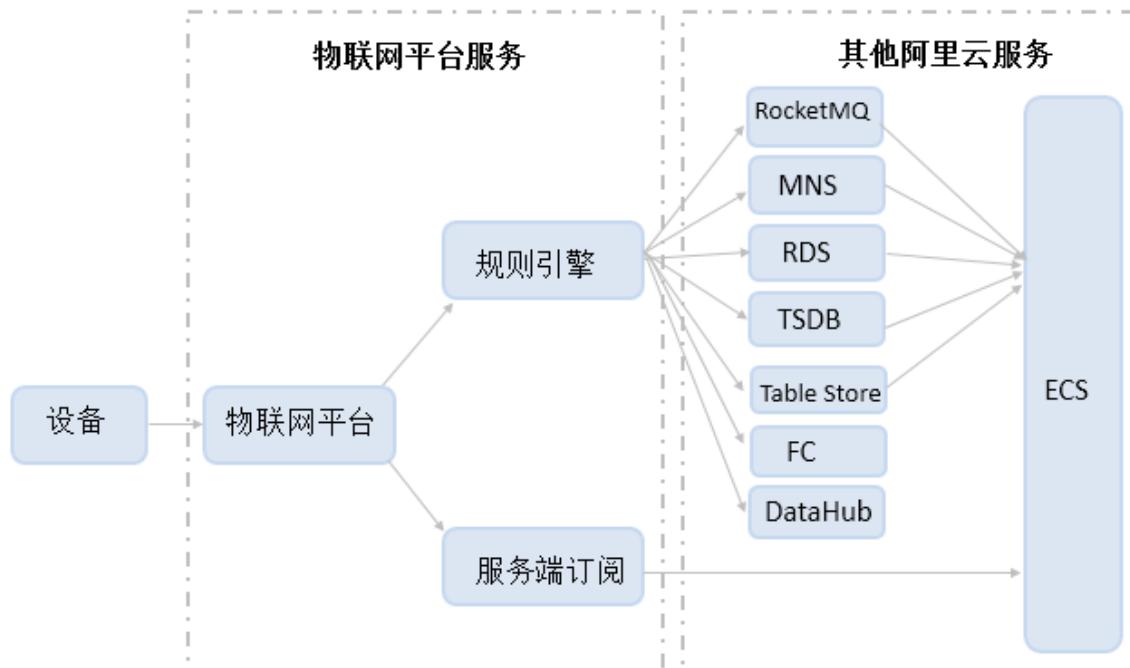 物联网平台服务
其他阿里云服务
RocketMQ
MNS
规则引擎
RDS
TSDB
设备
物联网平台
Table Store
ECS
FC
DataHub
服务端订阅